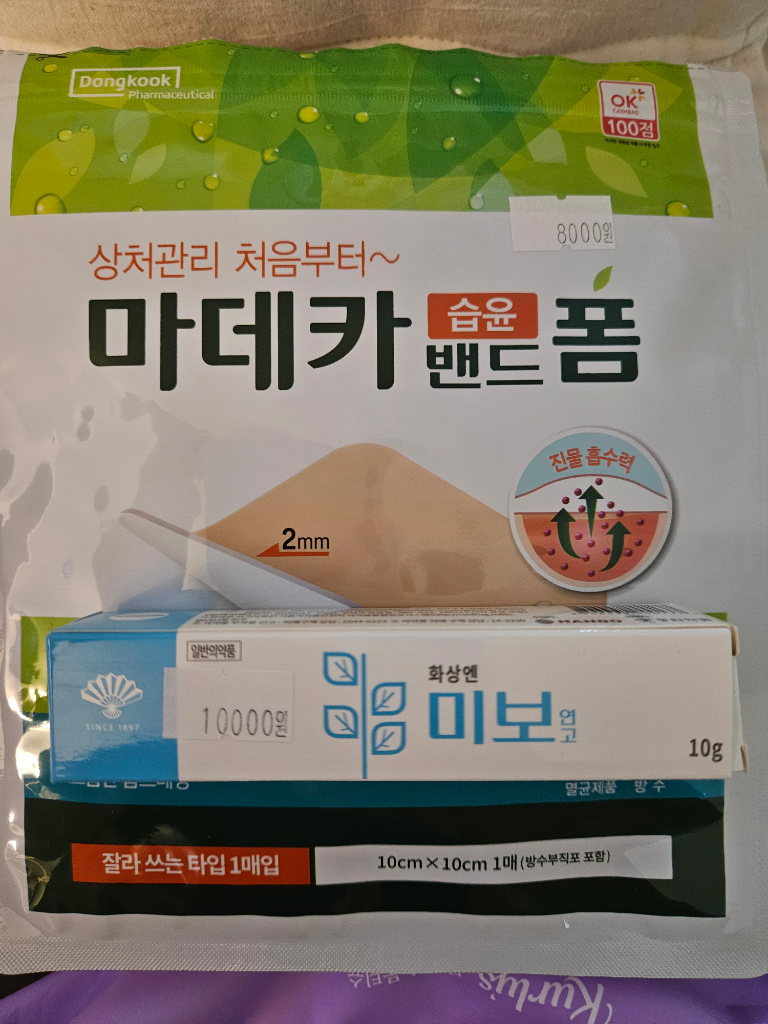 Dongkook
Pharmaceutical
OK
CASHBAG
100점
8000원
상처관리 처음부터~
마데카 습윤 밴드 폼
진물 흡수력
2mm
HANDO
일반의약품
SINCE 1897
10000원
화상엔
미보 연고
10g
멸균제품 방수
잘라 쓰는 타입 1매입
10cm×10cm 1매(방수부직포 포함)
Kurly's